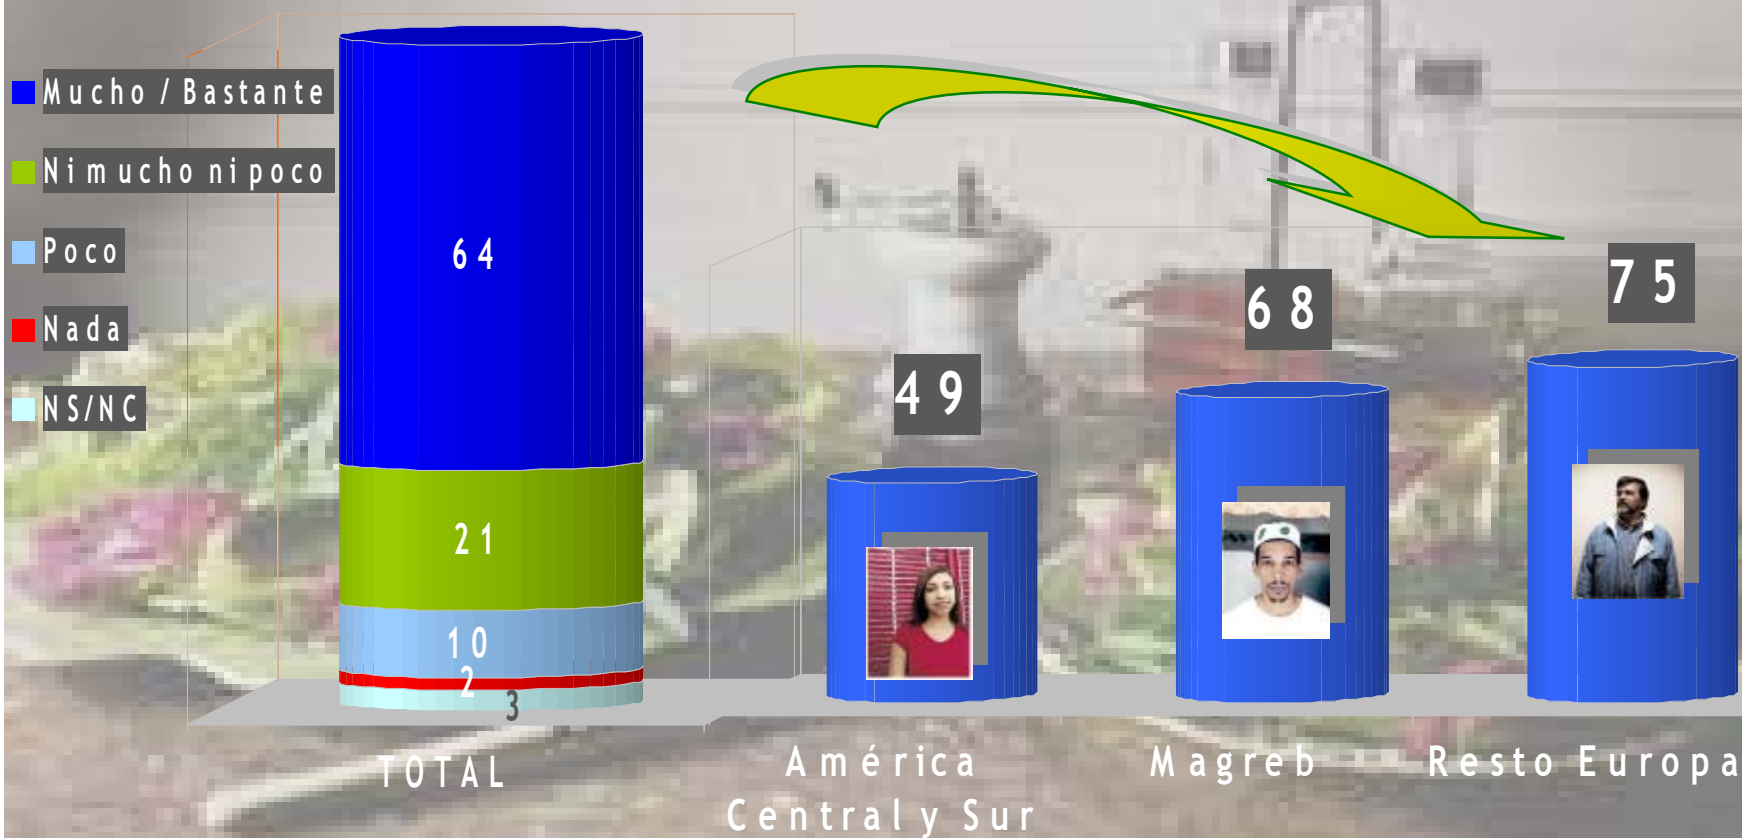 Mucho / Bastante
Ni mucho ni poco
Poco
Nada
NS/NC
64
21
10
2
3
49
68
75
TOTAL
América
Central y Sur
Magreb
Resto Europa